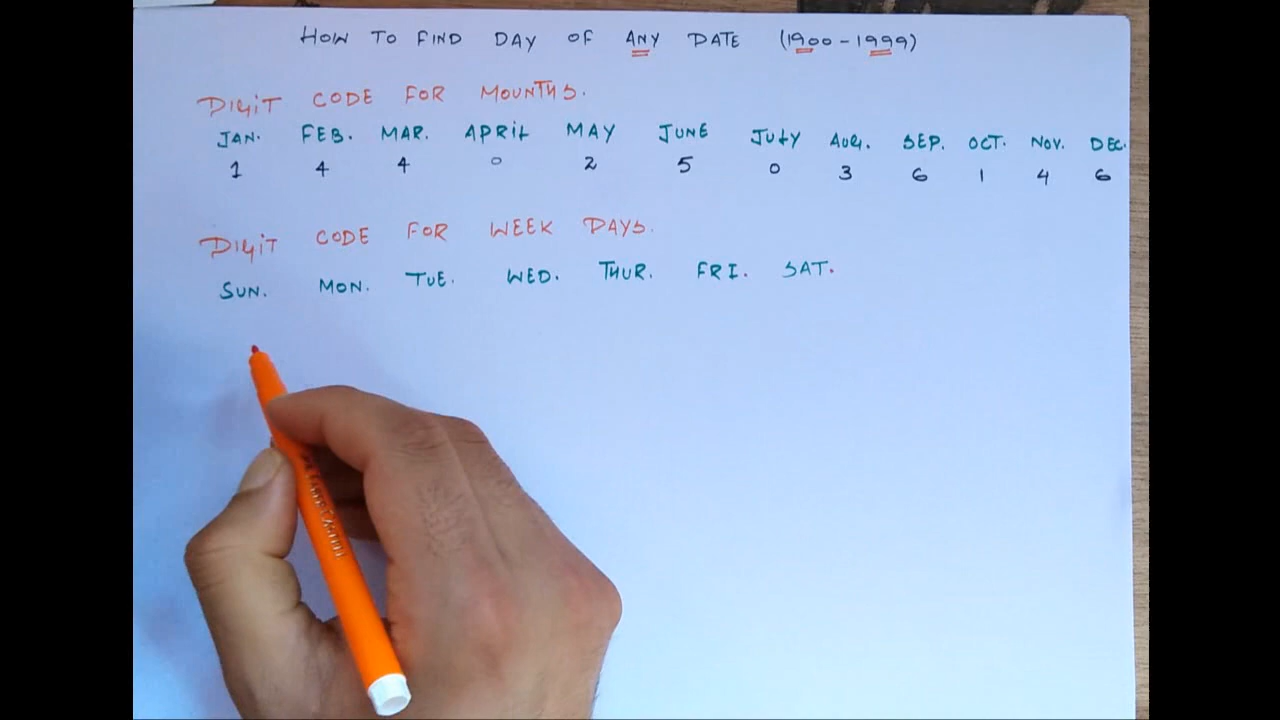 HOW TO FIND DAY OF ANY DATE (1900-1999)
DIGIT CODE FOR MOUNTHS.
JAN. FEB. MAR. APRIL MAY JUNE JULY AUG. SEP. OCT. NOV. DEC.
1 4 4 0 2 5 0 3 6 1 4 6
DIGIT CODE FOR WEEK DAYS.
SUN. MON. TUE. WED. THUR. FRI. SAT.